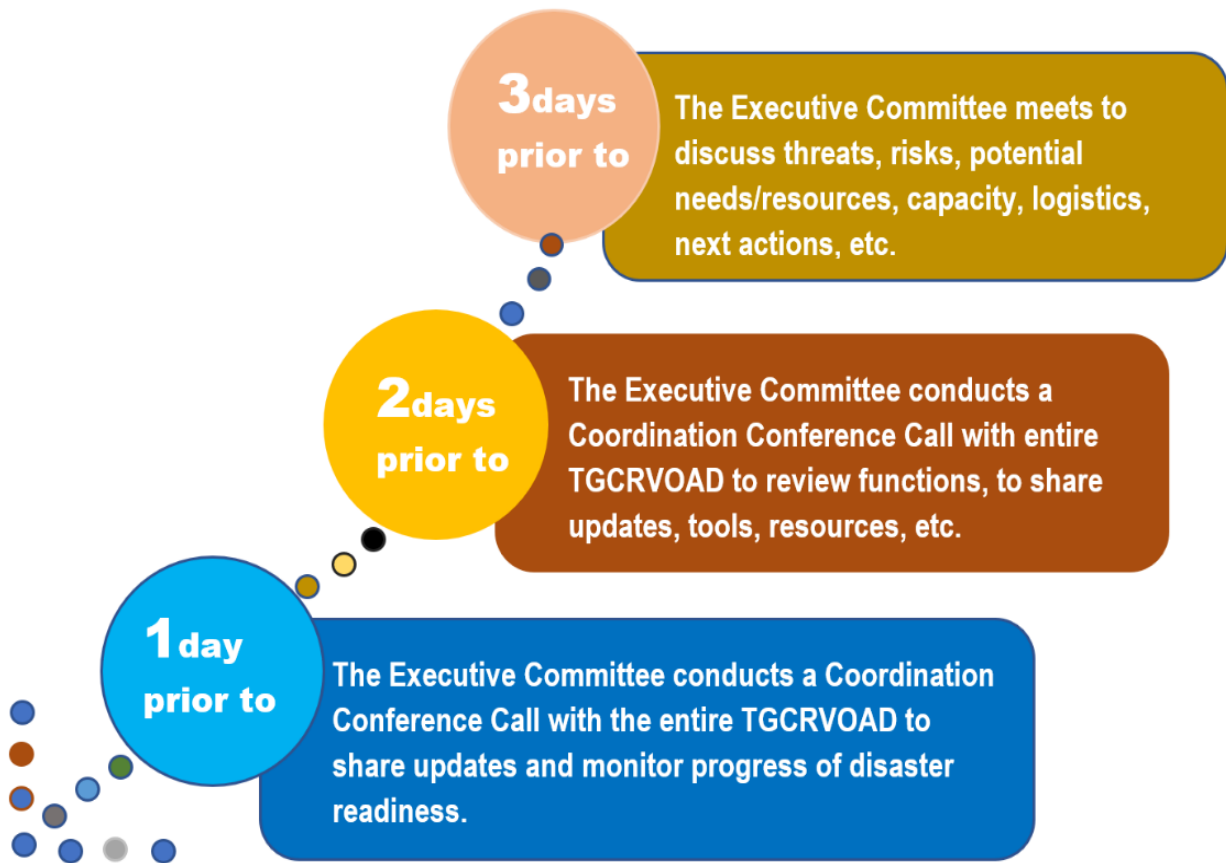 3days
prior to
The Executive Committee meets to
discuss threats, risks, potential
needs/resources, capacity, logistics,
next actions, etc.
2days
prior to
The Executive Committee conducts a
Coordination Conference Call with entire
TGCRVOAD to review functions, to share
updates, tools, resources, etc.
1day
prior to
The Executive Committee conducts a Coordination
Conference Call with the entire TGCRVOAD to
share updates and monitor progress of disaster
readiness.